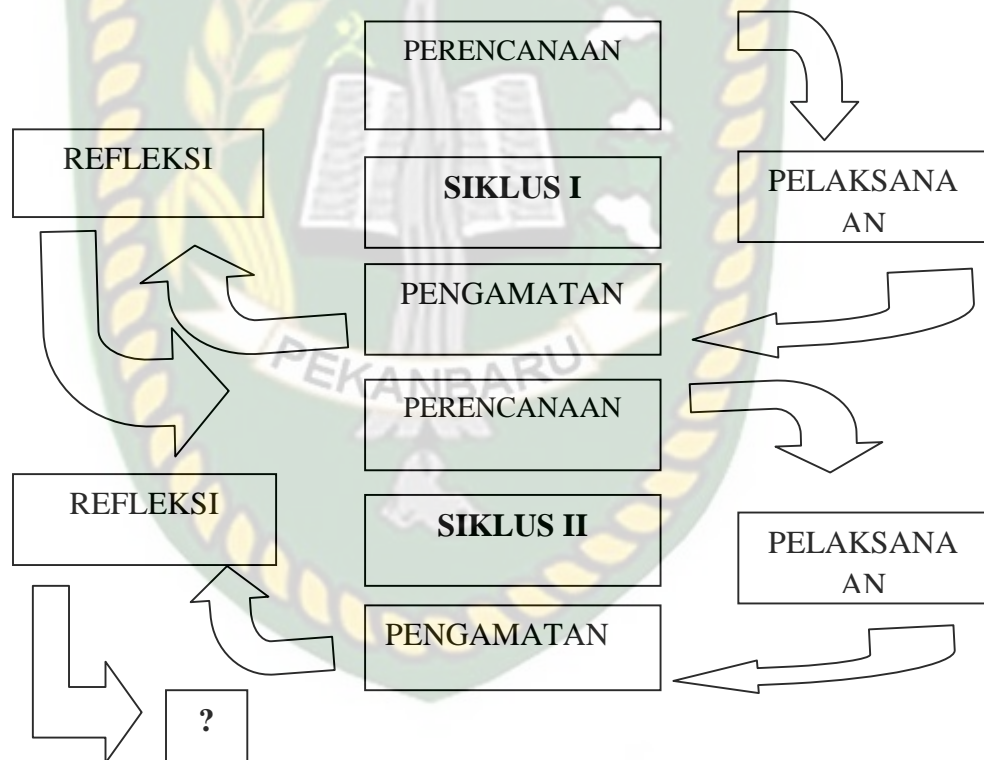 PERENCANAAN
REFLEKSI
SIKLUS I
PELAKSANA
AN
PENGAMATAN
PEKANBARU
PERENCANAAN
REFLEKSI
SIKLUS II
PELAKSANA
AN
PENGAMATAN
?